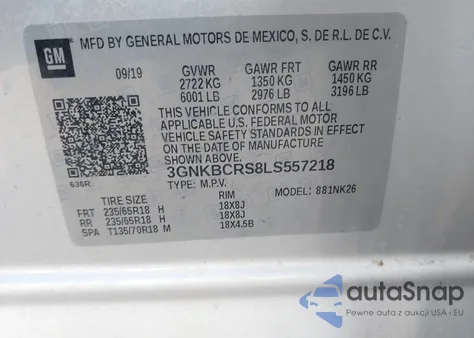 GM
MFD BY GENERAL MOTORS DE MEXICO, S. DE R.L. DE C.V.
09/19 GVWR GAWR FRT GAWR RR
2722 KG 1350 KG 1450 KG
6001 LB 2976 LB 3196 LB
THIS VEHICLE CONFORMS TO ALL
APPLICABLE U.S. FEDERAL MOTOR
VEHICLE SAFETY STANDARDS IN EFFECT
ON THE DATE OF MANUFACTURE
SHOWN ABOVE.
636R
3GNKBCRS8LS557218
TYPE: M.P.V. MODEL: 881NK26
TIRE SIZE RIM
FRT 235/65R18 H 18X8J
RR 235/65R18 H 18X8J
SPA T135/70R18 M 18X4.5B
autoSnap
Pewne auta z aukcji USA i EU